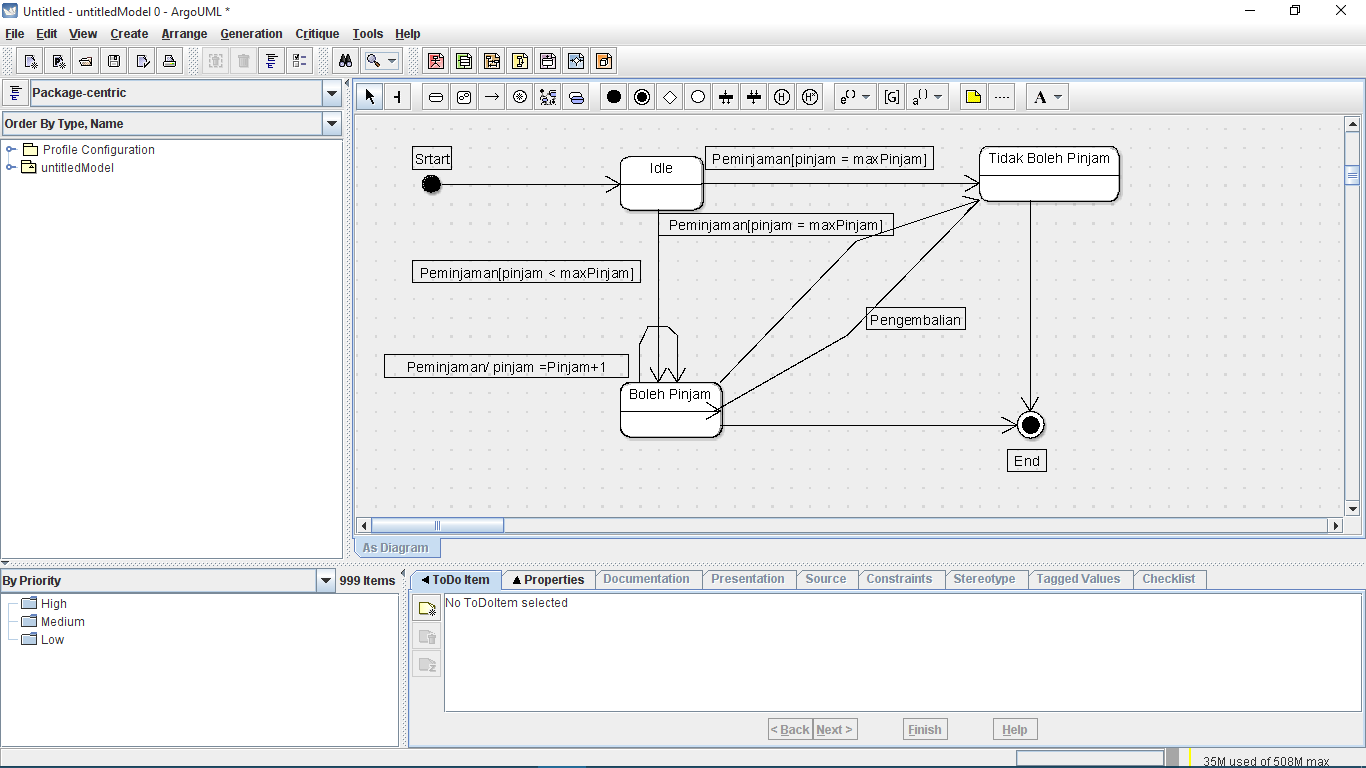 Untitled - untitledModel 0 - ArgoUML *
File Edit View Create Arrange Generation Critique Tools Help
Package-centric
Order By Type, Name
Profile Configuration
untitledModel
Srtart
Idle
Peminjaman[pinjam = maxPinjam]
Tidak Boleh Pinjam
Peminjaman[pinjam = maxPinjam]
Peminjaman[pinjam < maxPinjam]
Pengembalian
Peminjaman/ pinjam =Pinjam+1
Boleh Pinjam
End
As Diagram
By Priority
999 Items
High
Medium
Low
ToDo Item Properties Documentation Presentation Source Constraints Stereotype Tagged Values Checklist
No ToDoItem selected
< Back Next > Finish Help
35M used of 508M max